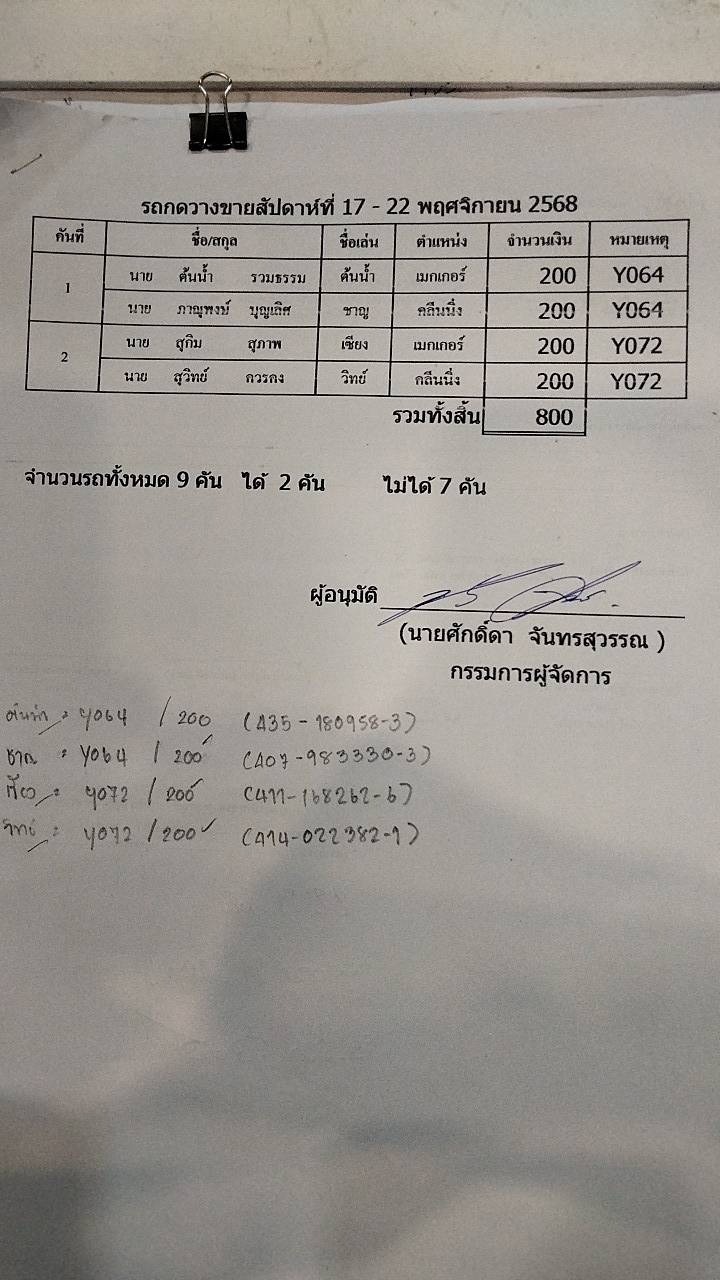 รถกดวางขายสัปดาห์ที่ 17 - 22 พฤศจิกายน 2568
คันที่ ชื่อ/สกุล ชื่อเล่น ตำแหน่ง จำนวนเงิน หมายเหตุ
1 นาย ต้นน้ำ รวมธรรม ต้นน้ำ เมกเกอร์ 200 Y064
นาย ภาณุพงษ์ บุญเลิศ ชาญ คลีนนิ่ง 200 Y064
2 นาย สุกิม สุภาพ เซียง เมกเกอร์ 200 Y072
นาย สุวิทย์ ควรคง วิทย์ คลีนนิ่ง 200 Y072
รวมทั้งสิ้น 800
จำนวนรถทั้งหมด 9 คัน ได้ 2 คัน ไม่ได้ 7 คัน
ผู้อนุมัติ
(นายศักดิ์ดา จันทรสุวรรณ )
กรรมการผู้จัดการ
ต้นน้ำ = Y064 / 200 (435-180958-3)
ชาญ = Y064 / 200 (407-983330-3)
= Y072 / 200 (411-168262-6)
วิทย์ = Y072 / 200 (414-022382-1)